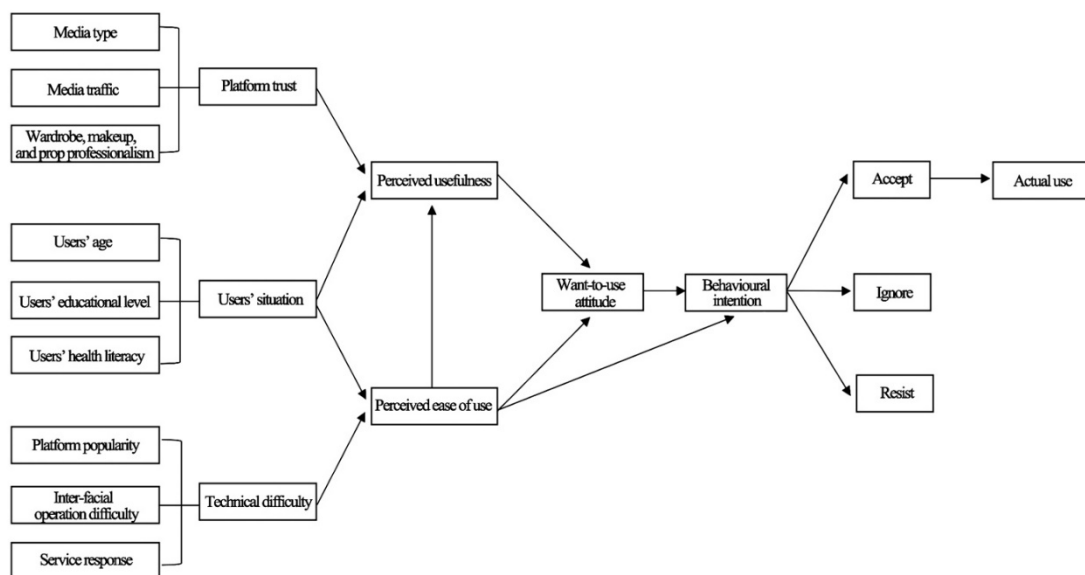 Media type
Media traffic
Wardrobe, makeup,
and prop professionalism
Platform trust
Users’ age
Users’ educational level
Users’ health literacy
Users’ situation
Platform popularity
Inter-facial
operation difficulty
Service response
Technical difficulty
Perceived usefulness
Perceived ease of use
Want-to-use
attitude
Behavioural
intention
Accept
Ignore
Resist
Actual use